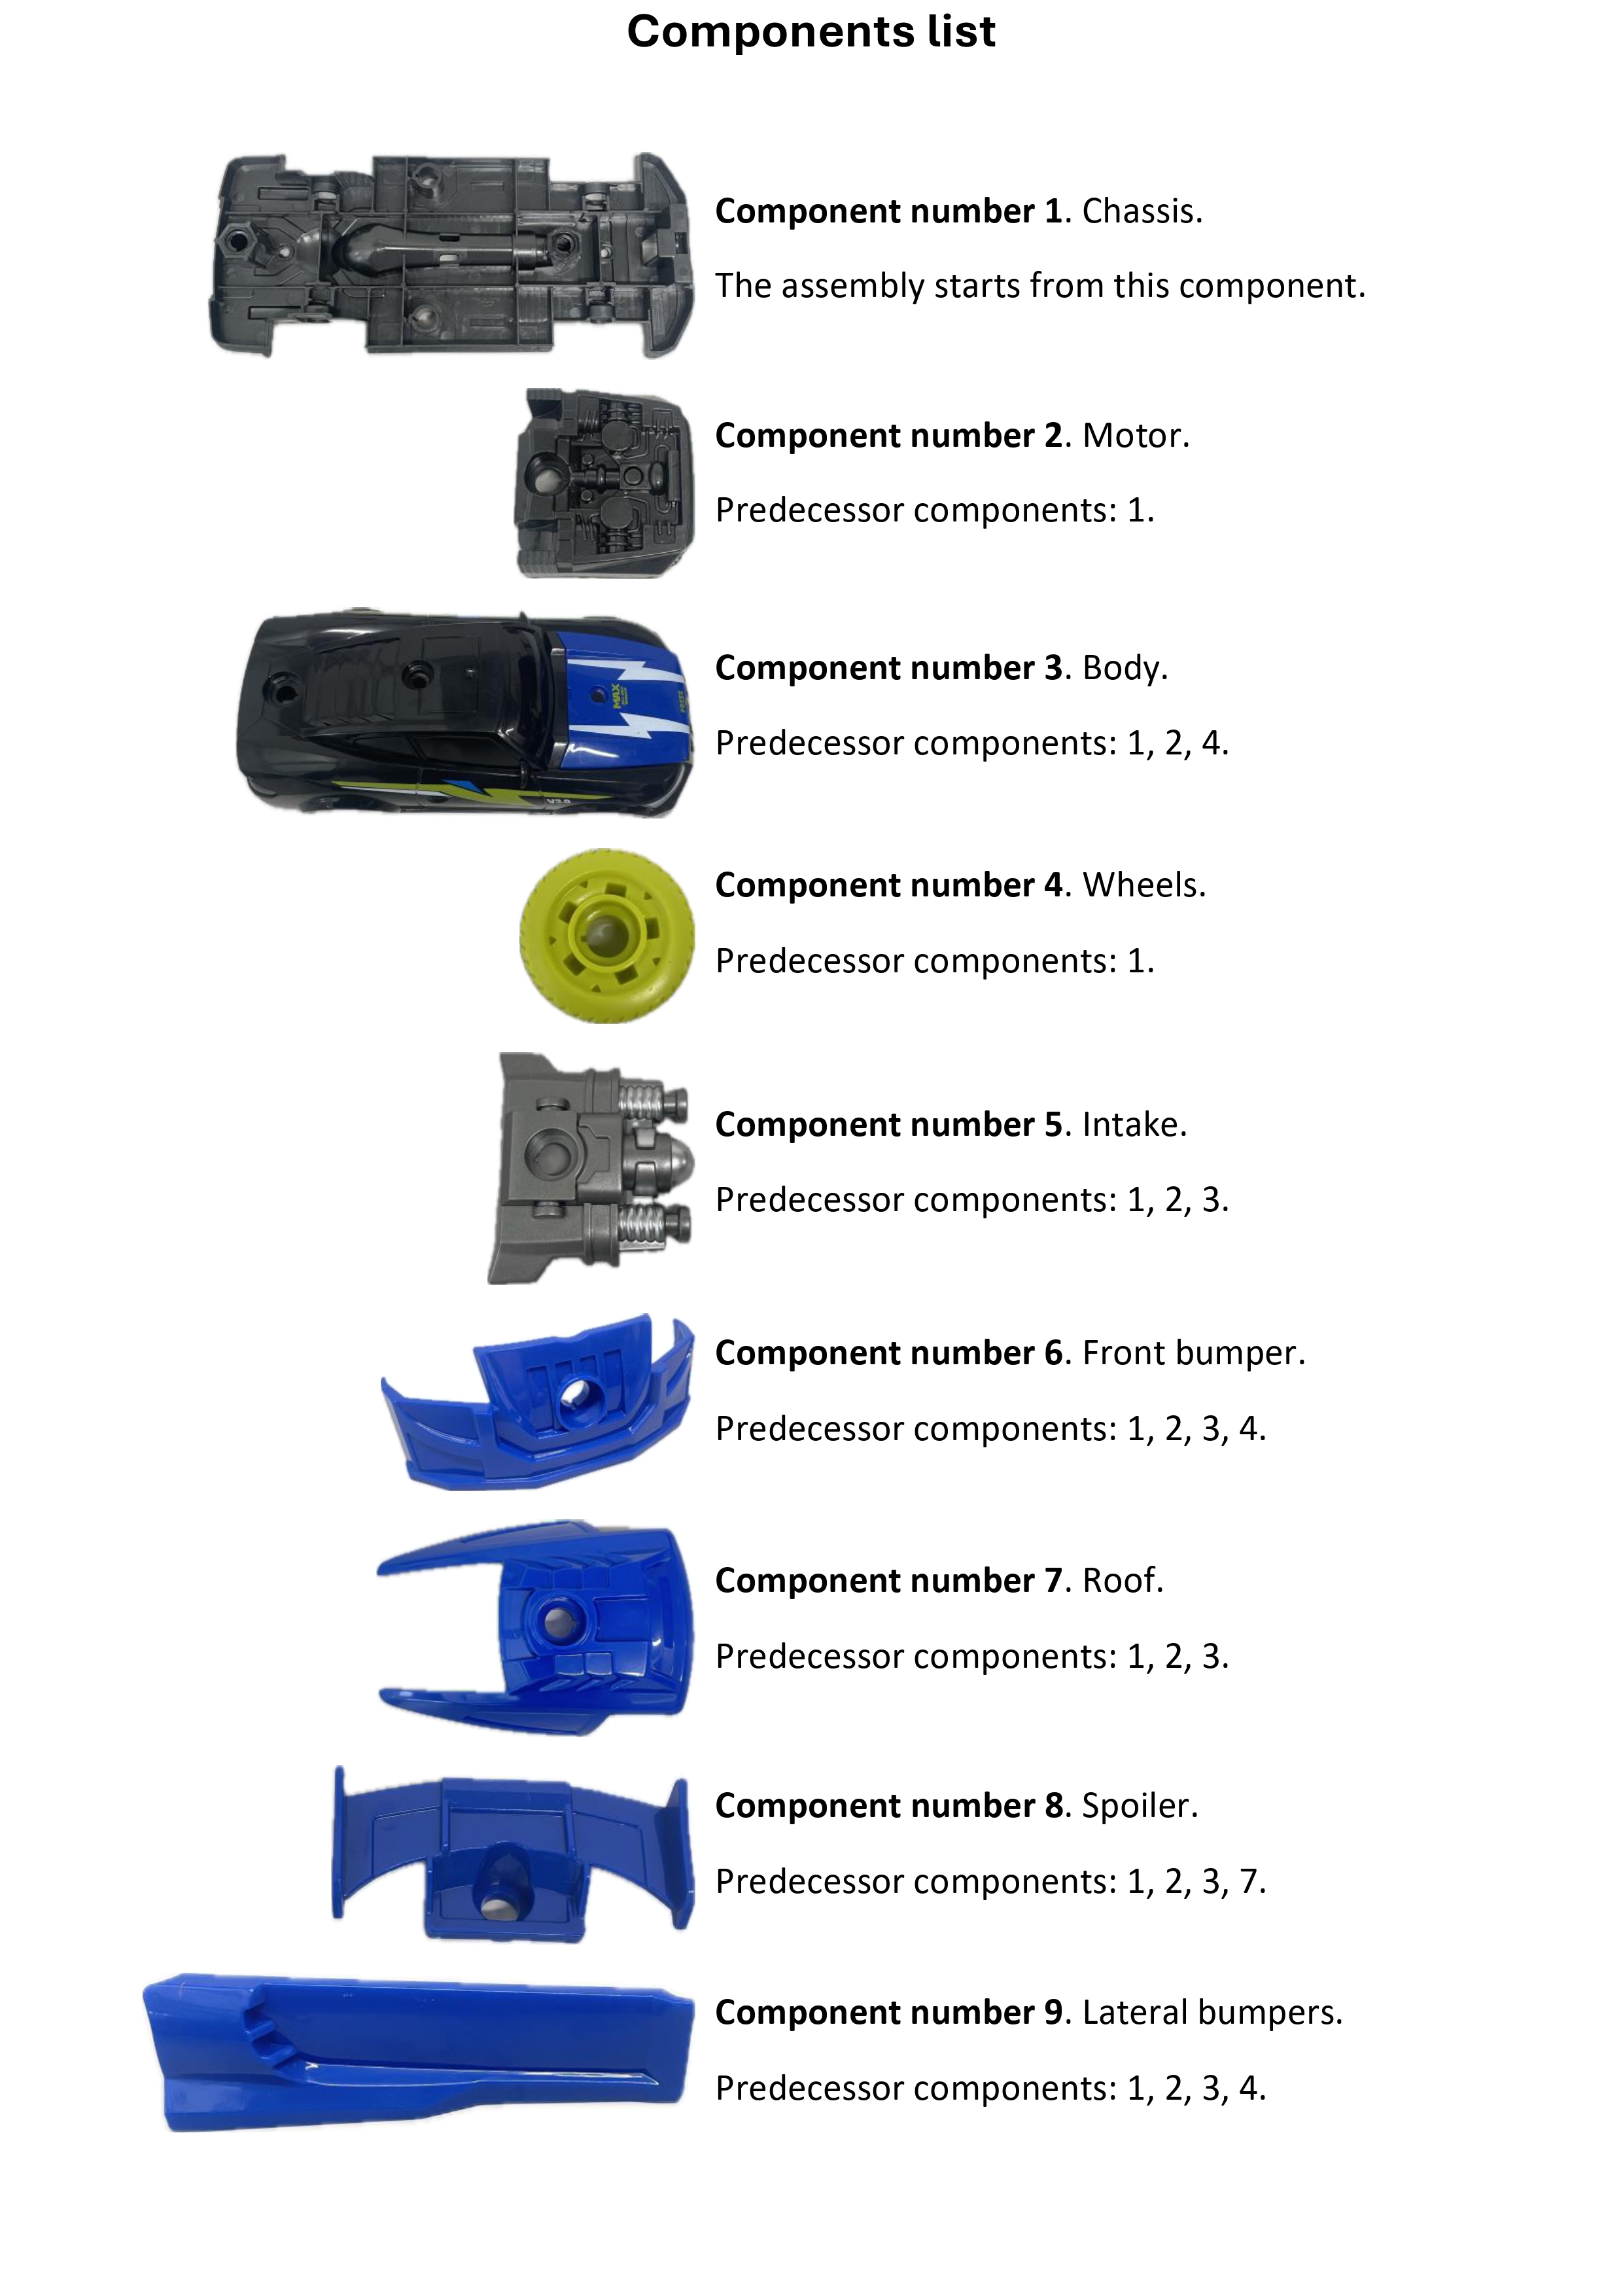 Components list
Component number 1. Chassis.
The assembly starts from this component.
Component number 2. Motor.
Predecessor components: 1.
MAX
V3.8
Component number 3. Body.
Predecessor components: 1, 2, 4.
Component number 4. Wheels.
Predecessor components: 1.
Component number 5. Intake.
Predecessor components: 1, 2, 3.
Component number 6. Front bumper.
Predecessor components: 1, 2, 3, 4.
Component number 7. Roof.
Predecessor components: 1, 2, 3.
Component number 8. Spoiler.
Predecessor components: 1, 2, 3, 7.
Component number 9. Lateral bumpers.
Predecessor components: 1, 2, 3, 4.